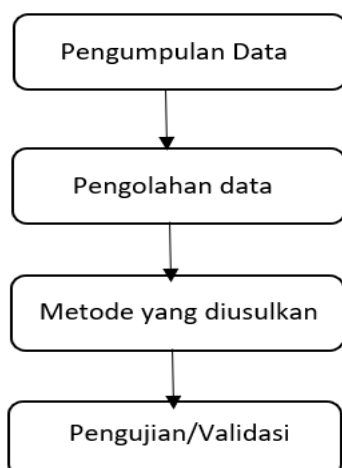 Pengumpulan Data
Pengolahan data
Metode yang diusulkan
Pengujian/Validasi